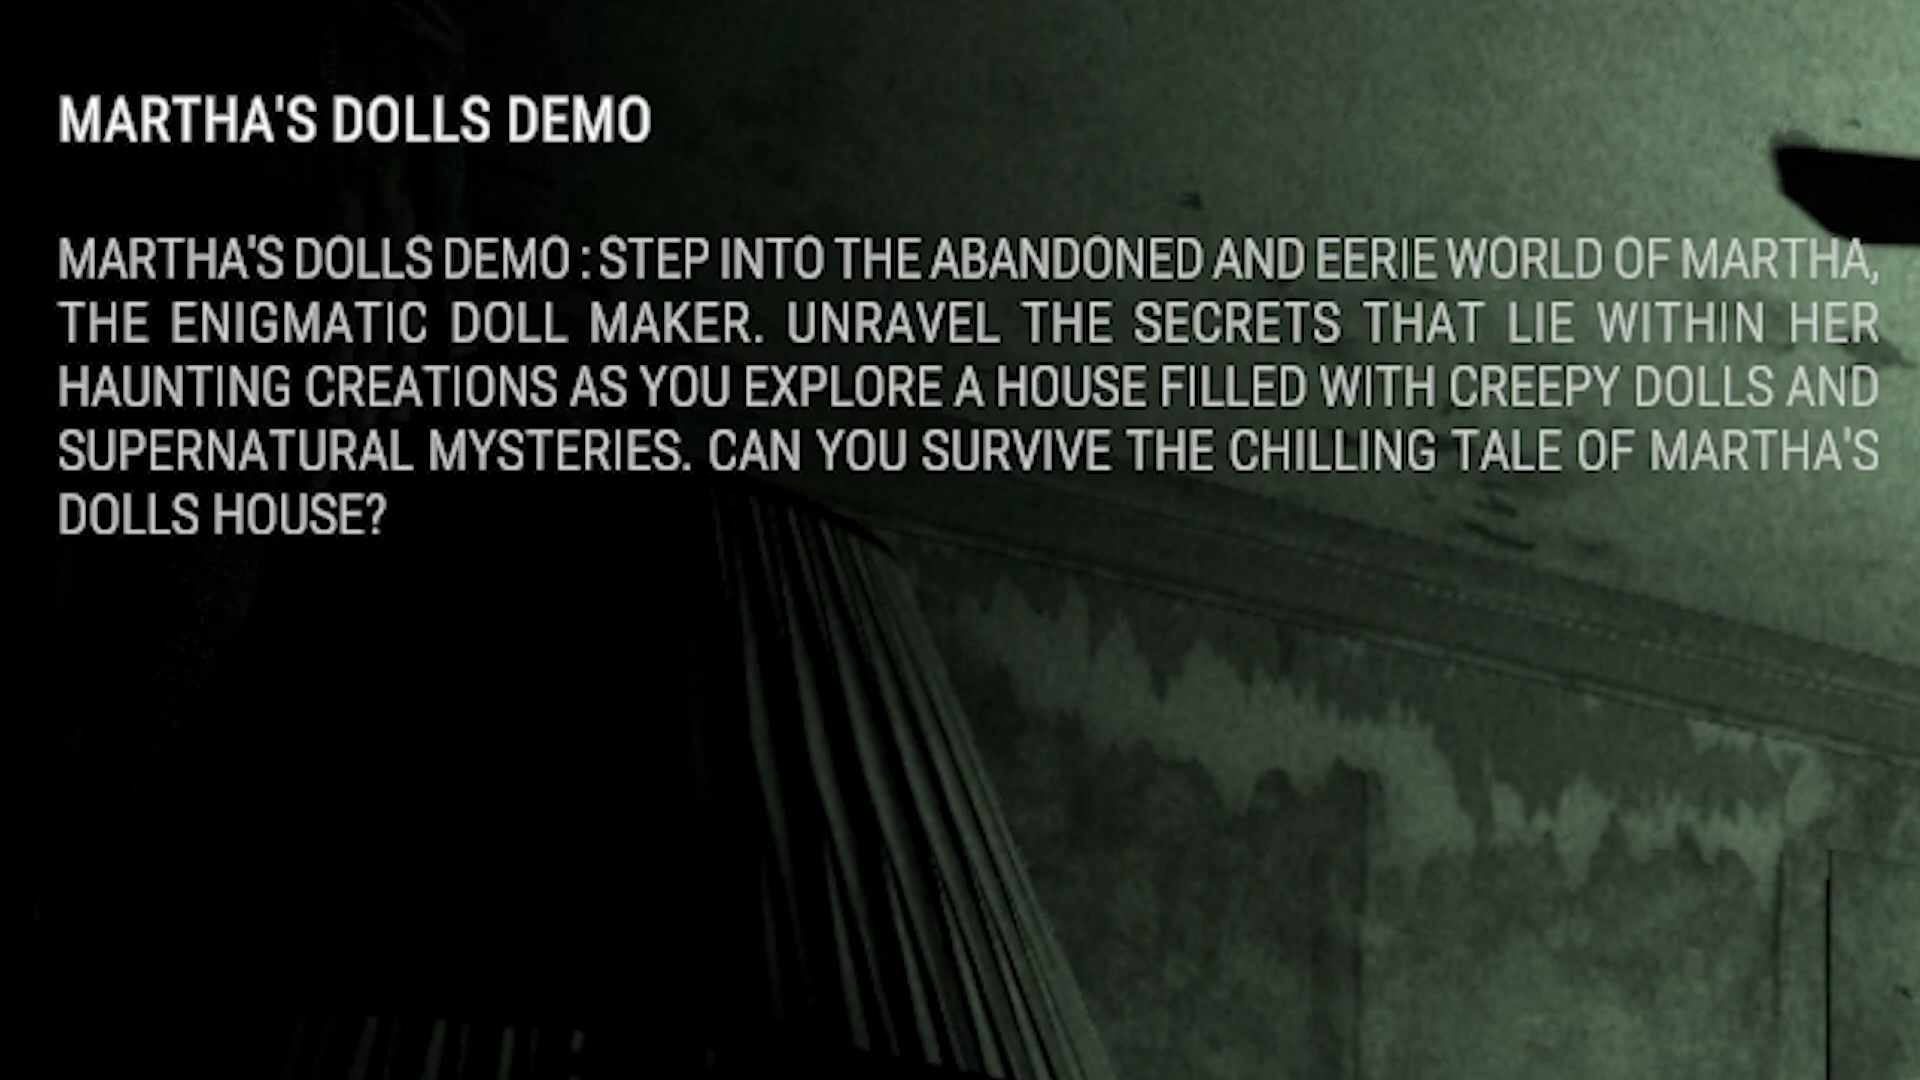 MARTHA'S DOLLS DEMO
MARTHA'S DOLLS DEMO : STEP INTO THE ABANDONED AND EERIE WORLD OF MARTHA,
THE ENIGMATIC DOLL MAKER. UNRAVEL THE SECRETS THAT LIE WITHIN HER
HAUNTING CREATIONS AS YOU EXPLORE A HOUSE FILLED WITH CREEPY DOLLS AND
SUPERNATURAL MYSTERIES. CAN YOU SURVIVE THE CHILLING TALE OF MARTHA'S
DOLLS HOUSE?